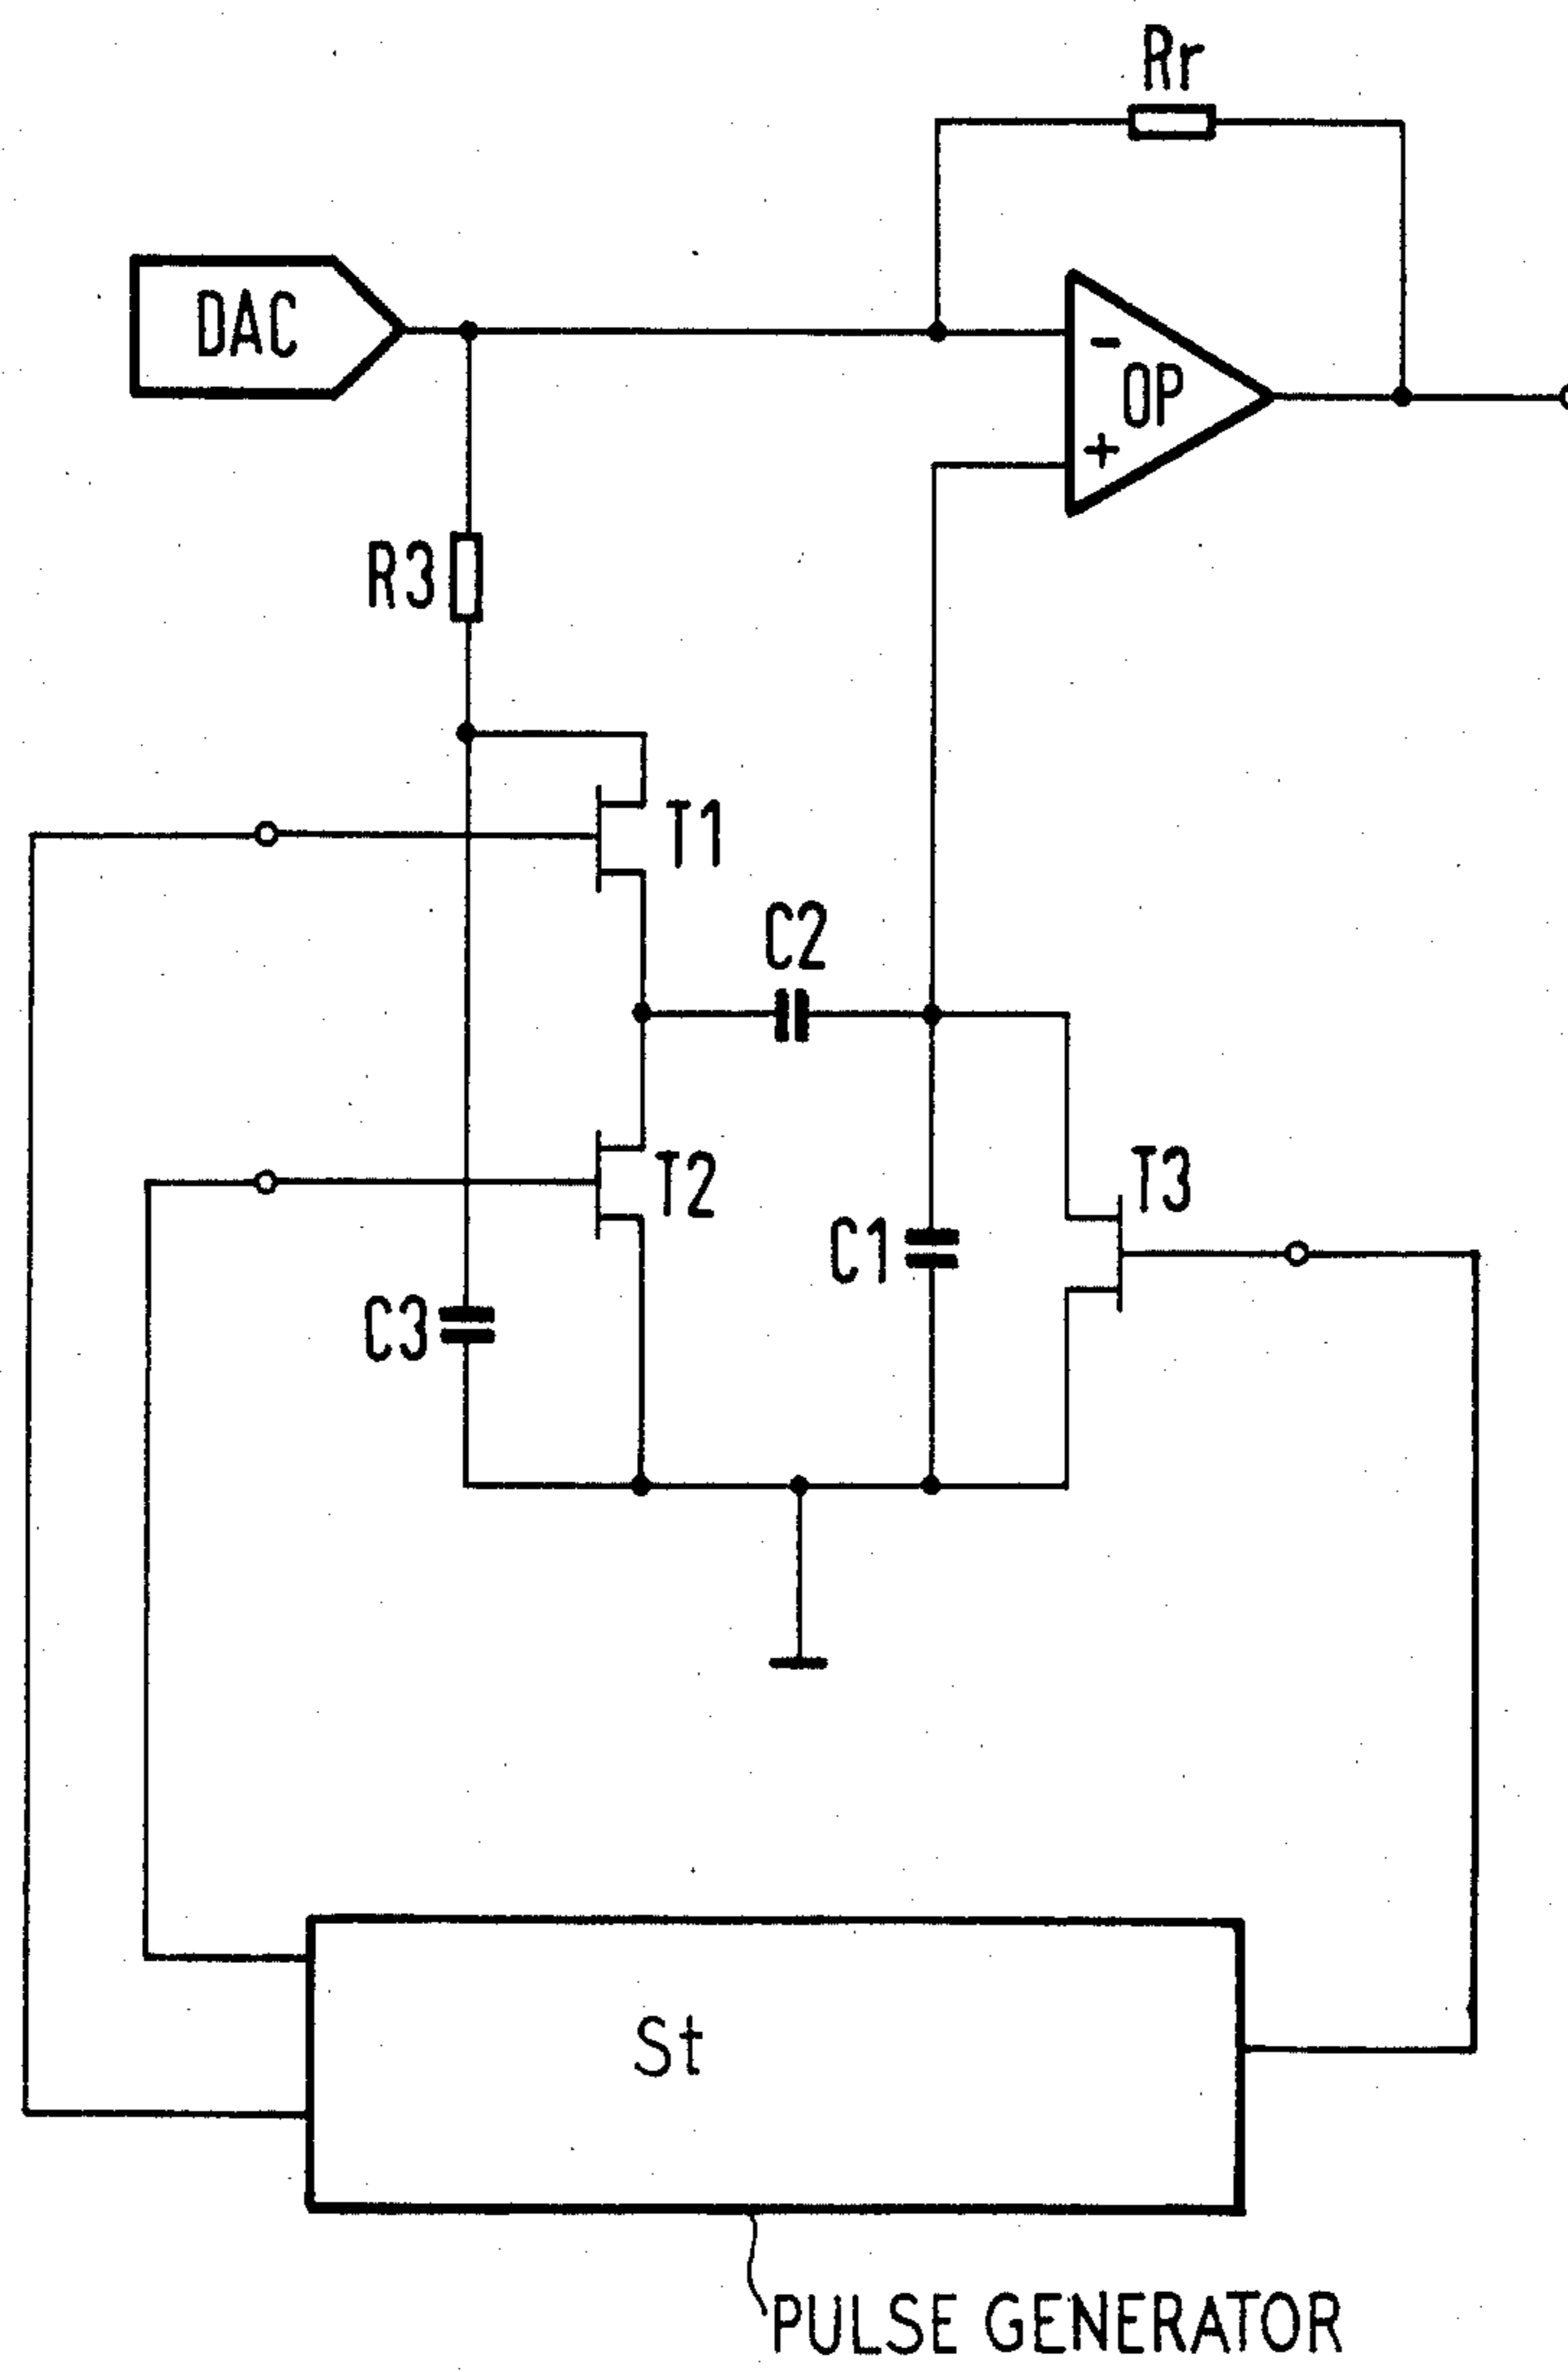 Rr
DAC
-
OP
+
R3
T1
C2
T2
T3
C1
C3
St
PULSE GENERATOR